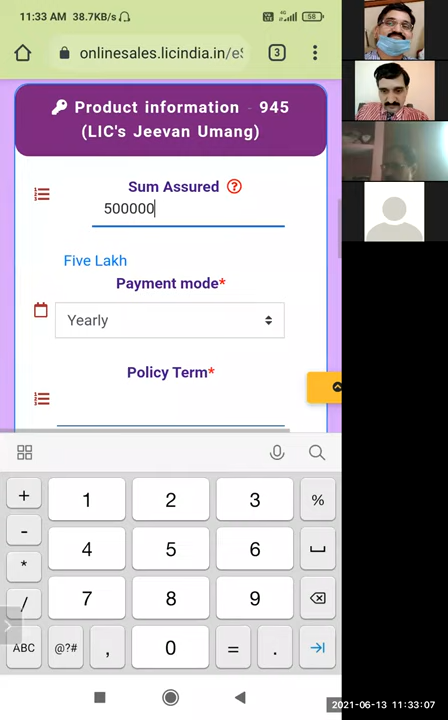 11:33 AM 38.7KB/s 4G 58
onlinesales.licindia.in/eS 3
Product information - 945
(LIC's Jeevan Umang)
Sum Assured ?
500000
Five Lakh
Payment mode*
Yearly
Policy Term*
+ 1 2 3 %
- 4 5 6
* 7 8 9
/ 0 = .
ABC @?# ,
2021-06-13 11:33:07